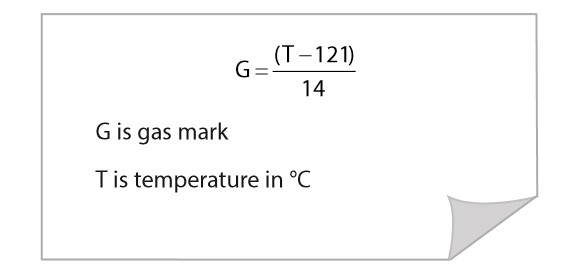 G = (T – 121)
14
G is gas mark
T is temperature in °C